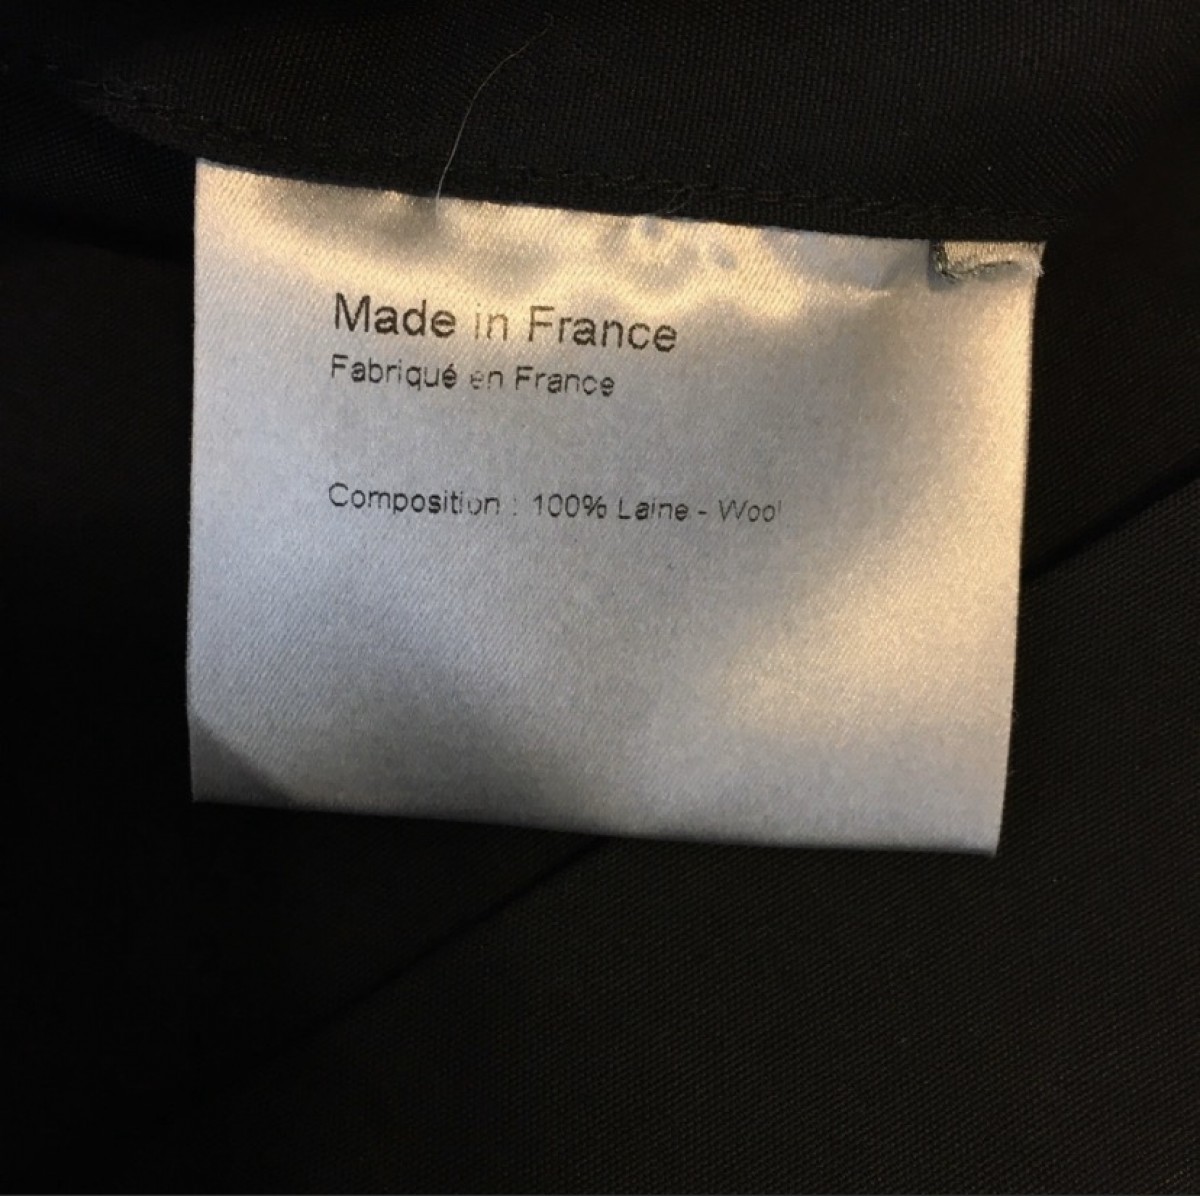 Made in France
Fabriqué en France
Composition : 100% Laine - Wool